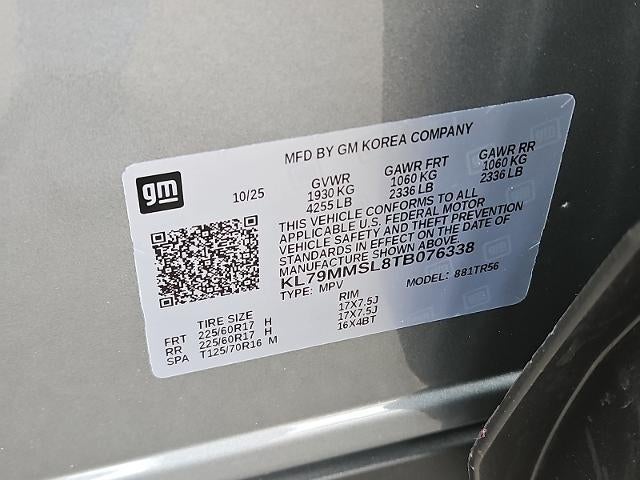 MFD BY GM KOREA COMPANY
gm
10/25
GVWR GAWR FRT GAWR RR
1930 KG 1060 KG 1060 KG
4255 LB 2336 LB 2336 LB
THIS VEHICLE CONFORMS TO ALL
APPLICABLE U.S. FEDERAL MOTOR
VEHICLE SAFETY AND THEFT PREVENTION
STANDARDS IN EFFECT ON THE DATE OF
MANUFACTURE SHOWN ABOVE.
KL79MMSL8TB076338
TYPE: MPV MODEL: 881TR56
TIRE SIZE RIM
FRT 225/60R17 H 17X7.5J
RR 225/60R17 H 17X7.5J
SPA T125/70R16 M 16X4BT